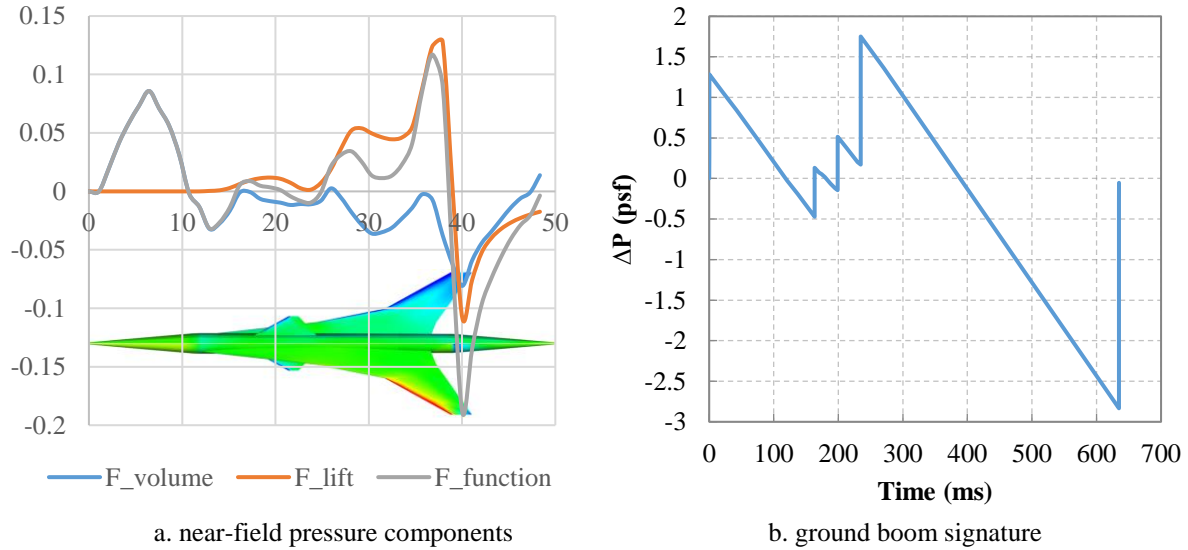 0.15
0.1
0.05
0
-0.05
-0.1
-0.15
-0.2
0 10 20 30 40 50
F_volume F_lift F_function
a. near-field pressure components
2
1.5
1
0.5
0
-0.5
-1
-1.5
-2
-2.5
-3
ΔP (psf)
0 100 200 300 400 500 600 700
Time (ms)
b. ground boom signature